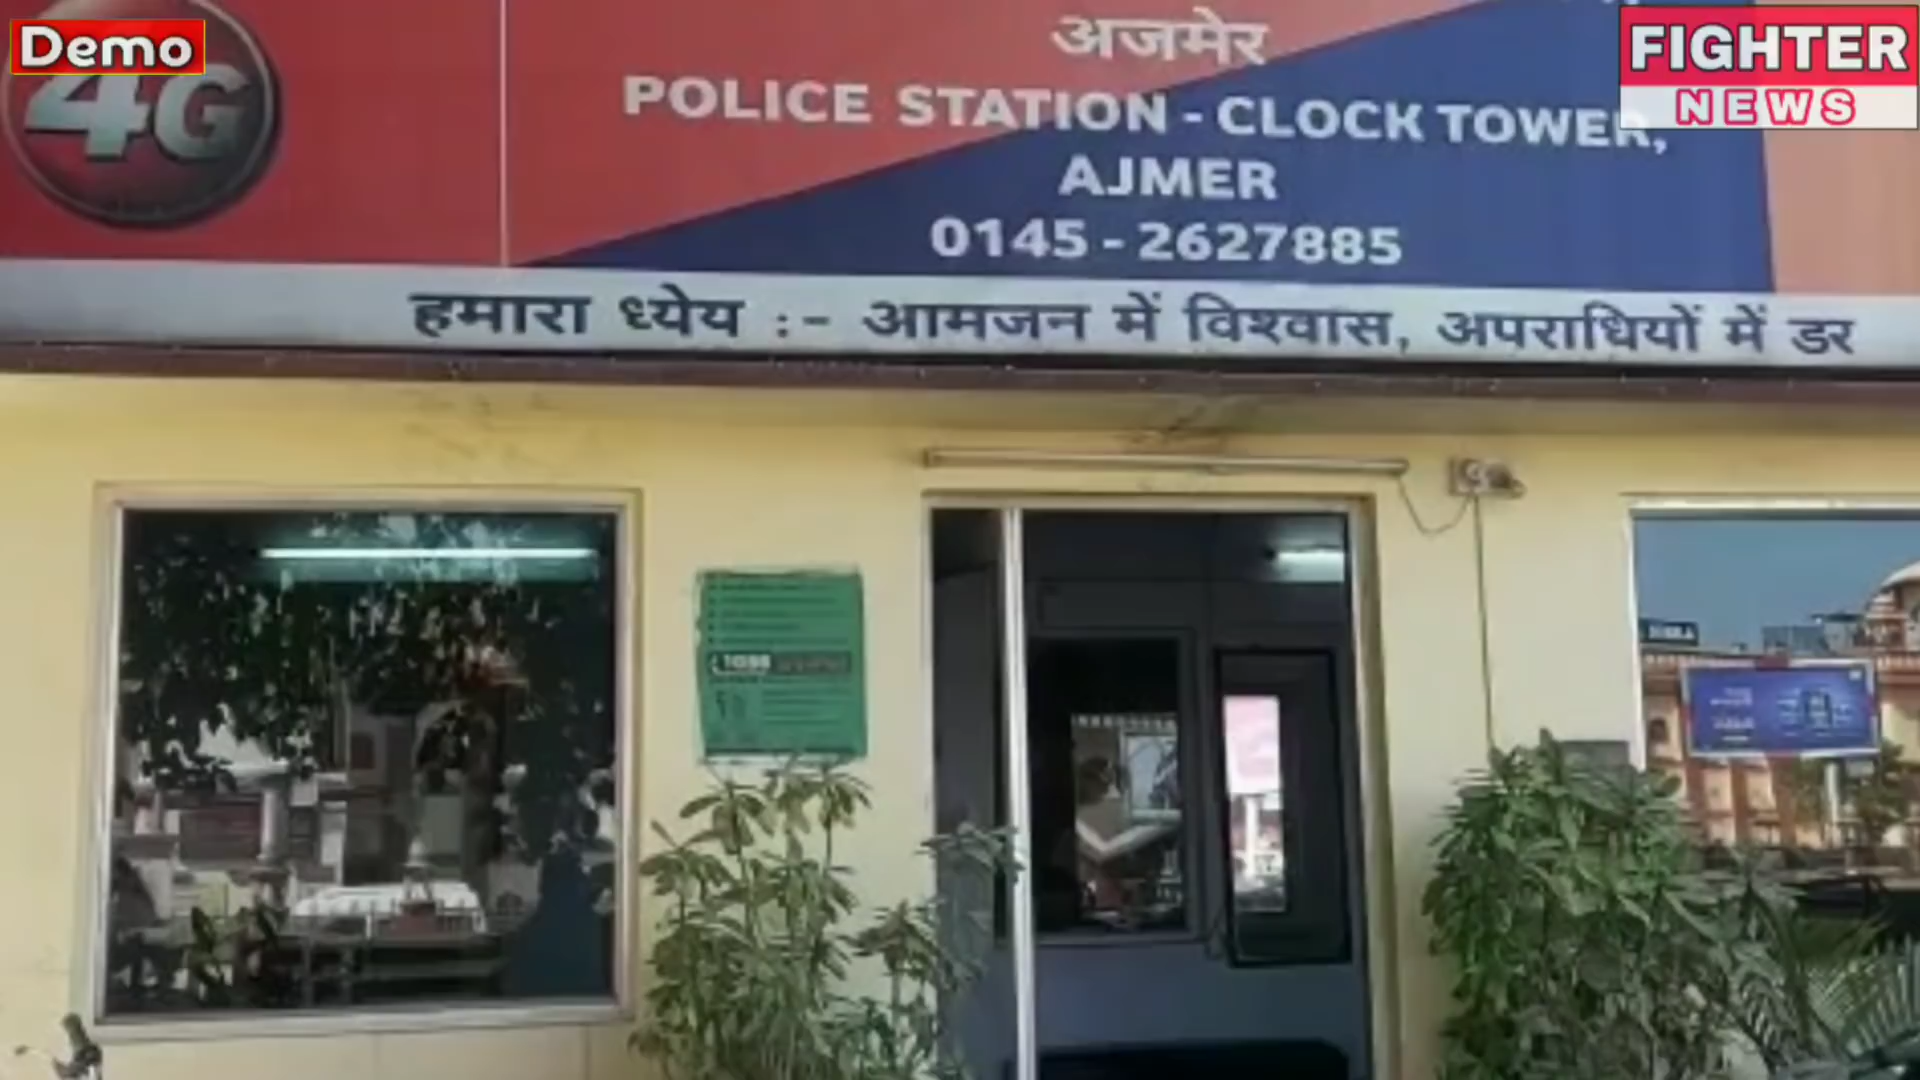 Demo
4G
अजमेर
POLICE STATION - CLOCK TOWER,
AJMER
0145 - 2627885
हमारा ध्येय :- आमजन में विश्वास, अपराधियों में डर
FIGHTER
NEWS